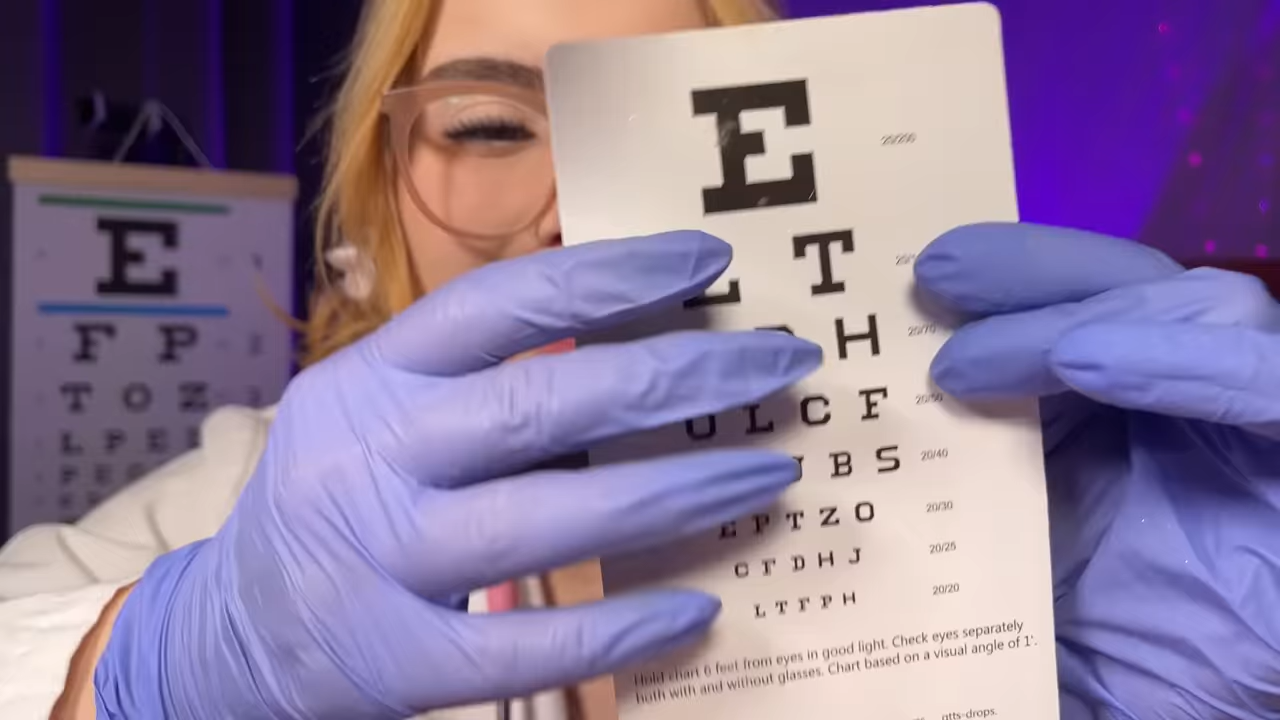 E 20/200
T
H 20/70
U L C F 20/50
B S 20/40
E P T Z O 20/30
C F D H J 20/25
L T F P H 20/20
Hold chart 6 feet from eyes in good light. Check eyes separately
both with and without glasses. Chart based on a visual angle of 1'.
gtts-drops.
E
F P
T O Z
L P E D
P E C